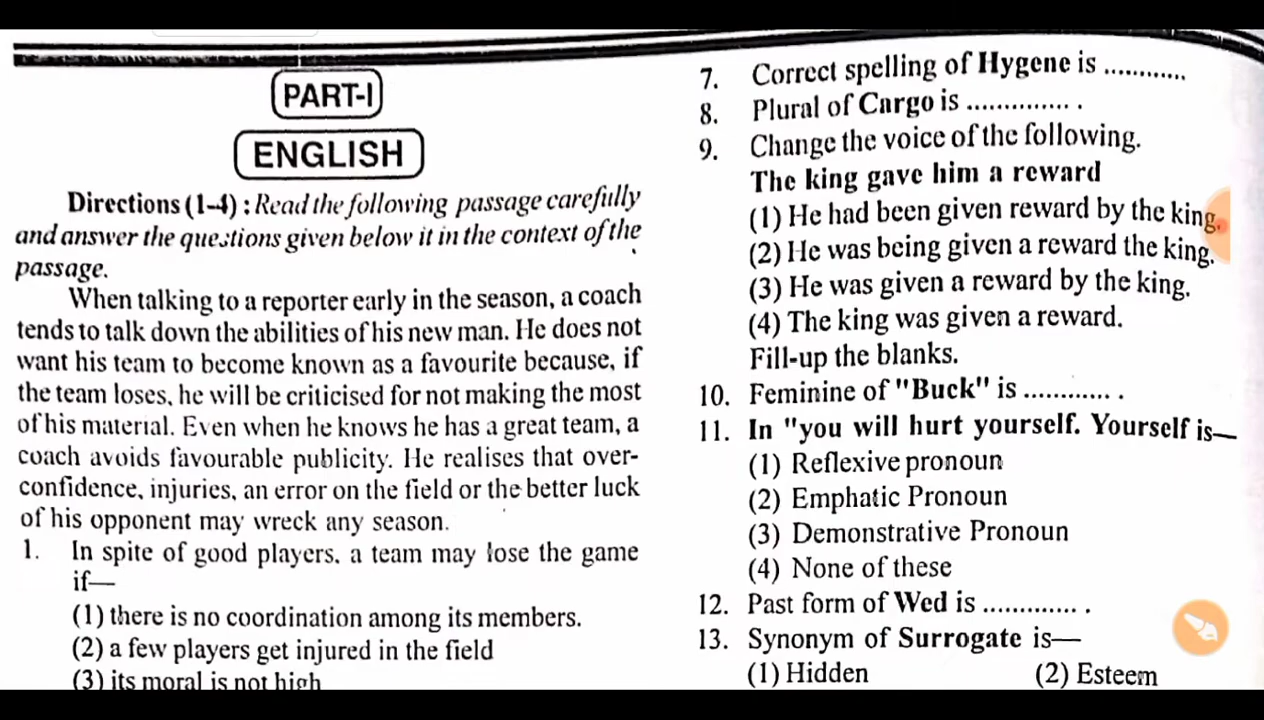 PART-I
ENGLISH
Directions (1-4) : Read the following passage carefully
and answer the questions given below it in the context of the
passage.
When talking to a reporter early in the season, a coach
tends to talk down the abilities of his new man. He does not
want his team to become known as a favourite because, if
the team loses, he will be criticised for not making the most
of his material. Even when he knows he has a great team, a
coach avoids favourable publicity. He realises that over-
confidence, injuries, an error on the field or the better luck
of his opponent may wreck any season.
1. In spite of good players, a team may lose the game
if—
(1) there is no coordination among its members.
(2) a few players get injured in the field
(3) its moral is not high
7. Correct spelling of Hygene is ............
8. Plural of Cargo is .............. .
9. Change the voice of the following.
The king gave him a reward
(1) He had been given reward by the king.
(2) He was being given a reward the king.
(3) He was given a reward by the king.
(4) The king was given a reward.
Fill-up the blanks.
10. Feminine of "Buck" is ............ .
11. In "you will hurt yourself. Yourself is—
(1) Reflexive pronoun
(2) Emphatic Pronoun
(3) Demonstrative Pronoun
(4) None of these
12. Past form of Wed is ............. .
13. Synonym of Surrogate is—
(1) Hidden (2) Esteem